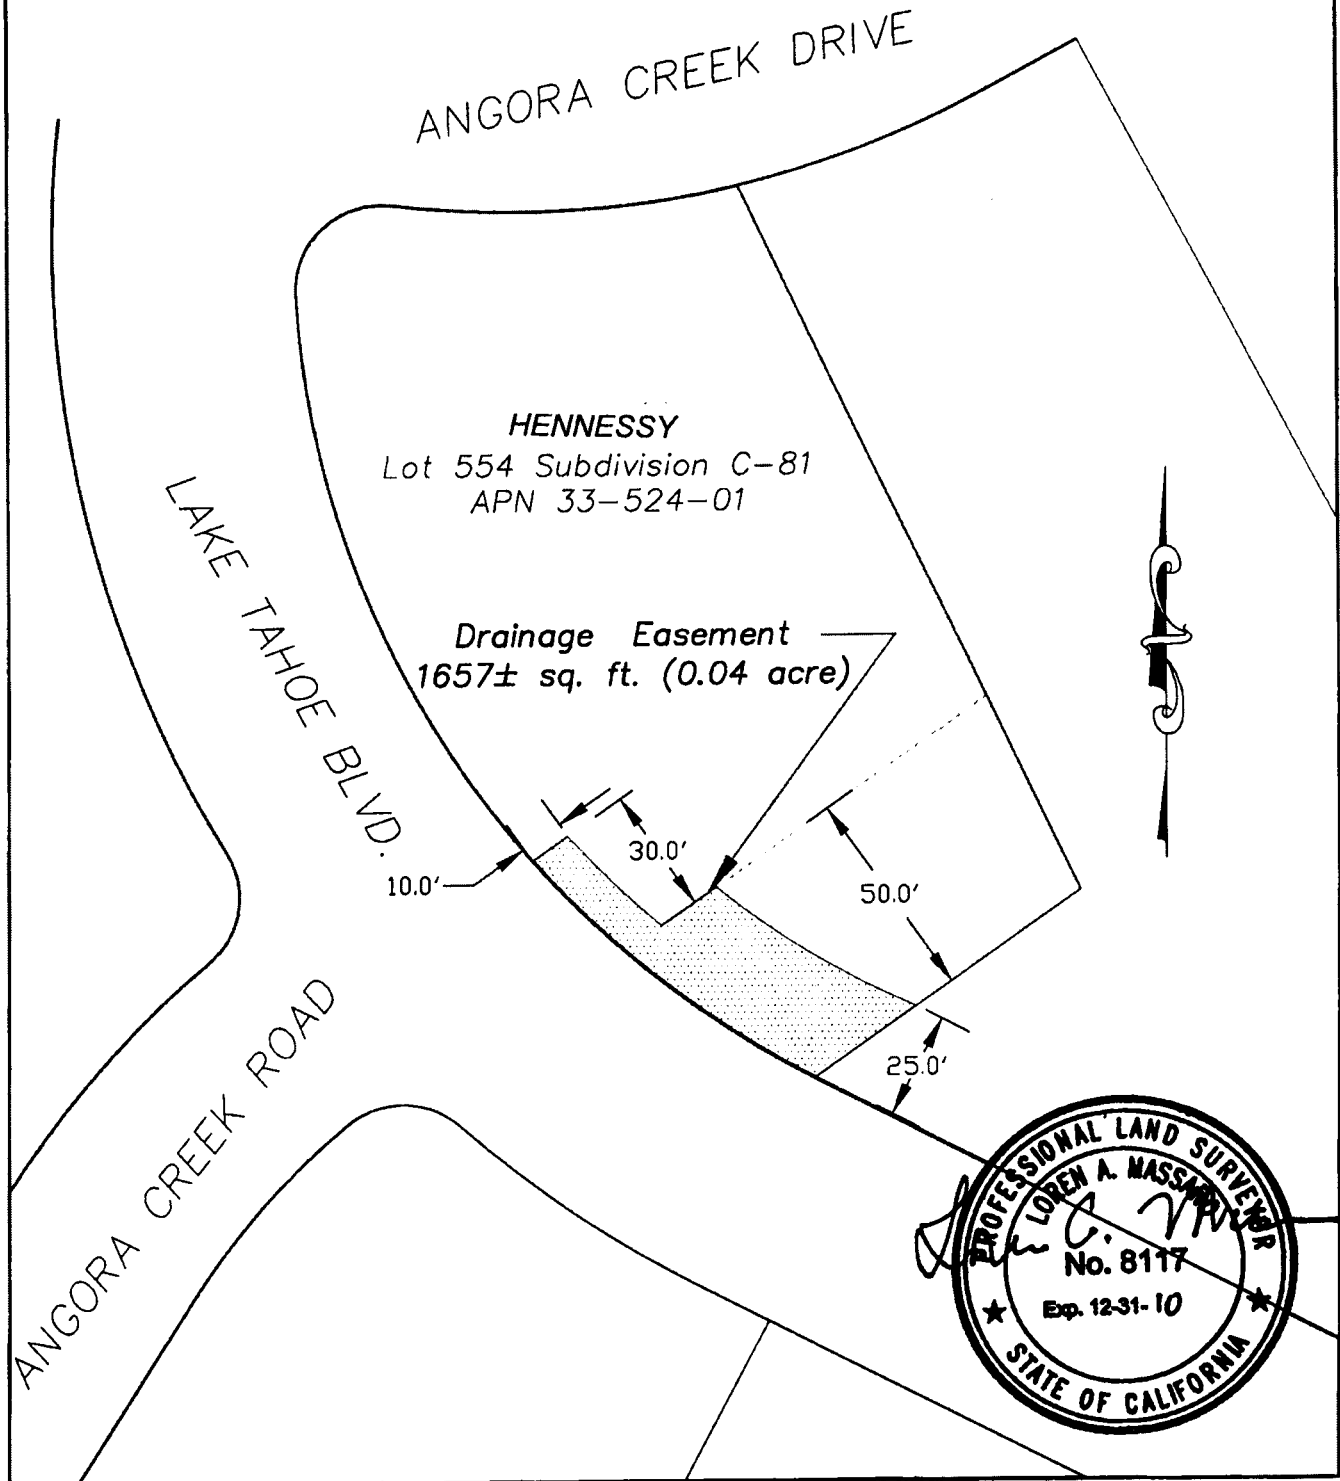 ANGORA CREEK DRIVE
HENNESSY
Lot 554 Subdivision C-81
APN 33-524-01
LAKE TAHOE BLVD.
Drainage Easement
1657± sq. ft. (0.04 acre)
30.0'
10.0'
50.0'
25.0'
ANGORA CREEK ROAD
PROFESSIONAL LAND SURVEYOR
LOREN A.
No. 8117
Exp. 12-31-10
STATE OF CALIFORNIA